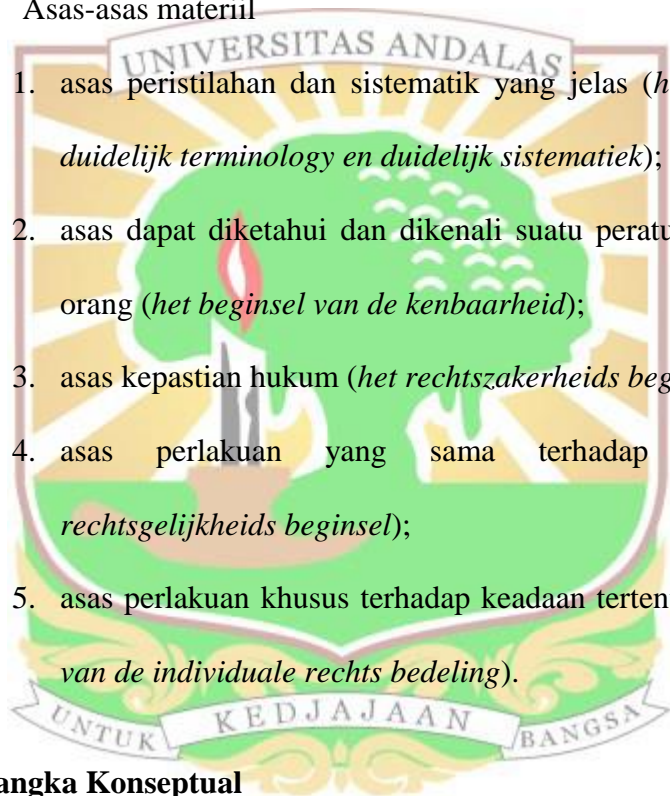 Asas-asas materiil
UNIVERSITAS ANDALAS
1. asas peristilahan dan sistematik yang jelas (h
duidelijk terminology en duidelijk sistematiek);
2. asas dapat diketahui dan dikenali suatu peratu
orang (het beginsel van de kenbaarheid);
3. asas kepastian hukum (het rechtszakerheids beg
4. asas perlakuan yang sama terhadap
rechtsgelijkheids beginsel);
5. asas perlakuan khusus terhadap keadaan terten
van de individuale rechts bedeling).
UNTUK KEDJAJAAN BANGSA
angka Konseptual